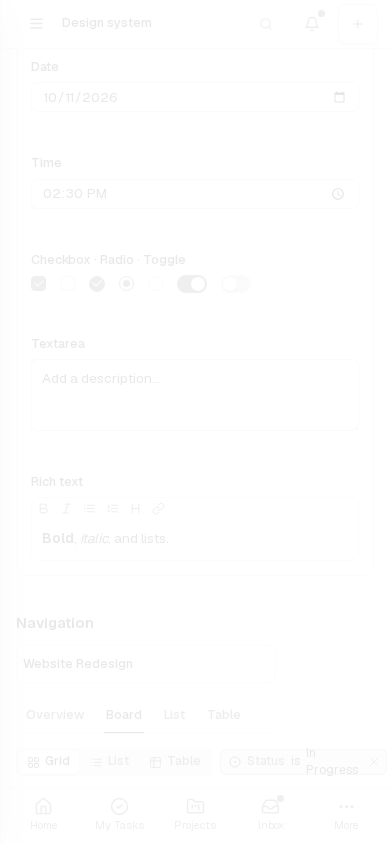 Design system
Date
10/11/2026
Time
02:30 PM
Checkbox · Radio · Toggle
Textarea
Add a description...
Rich text
B I H
Bold, italic, and lists.
Navigation
Website Redesign
Overview Board List Table
Grid List Table Status is In Progress
Home My Tasks Projects Inbox More